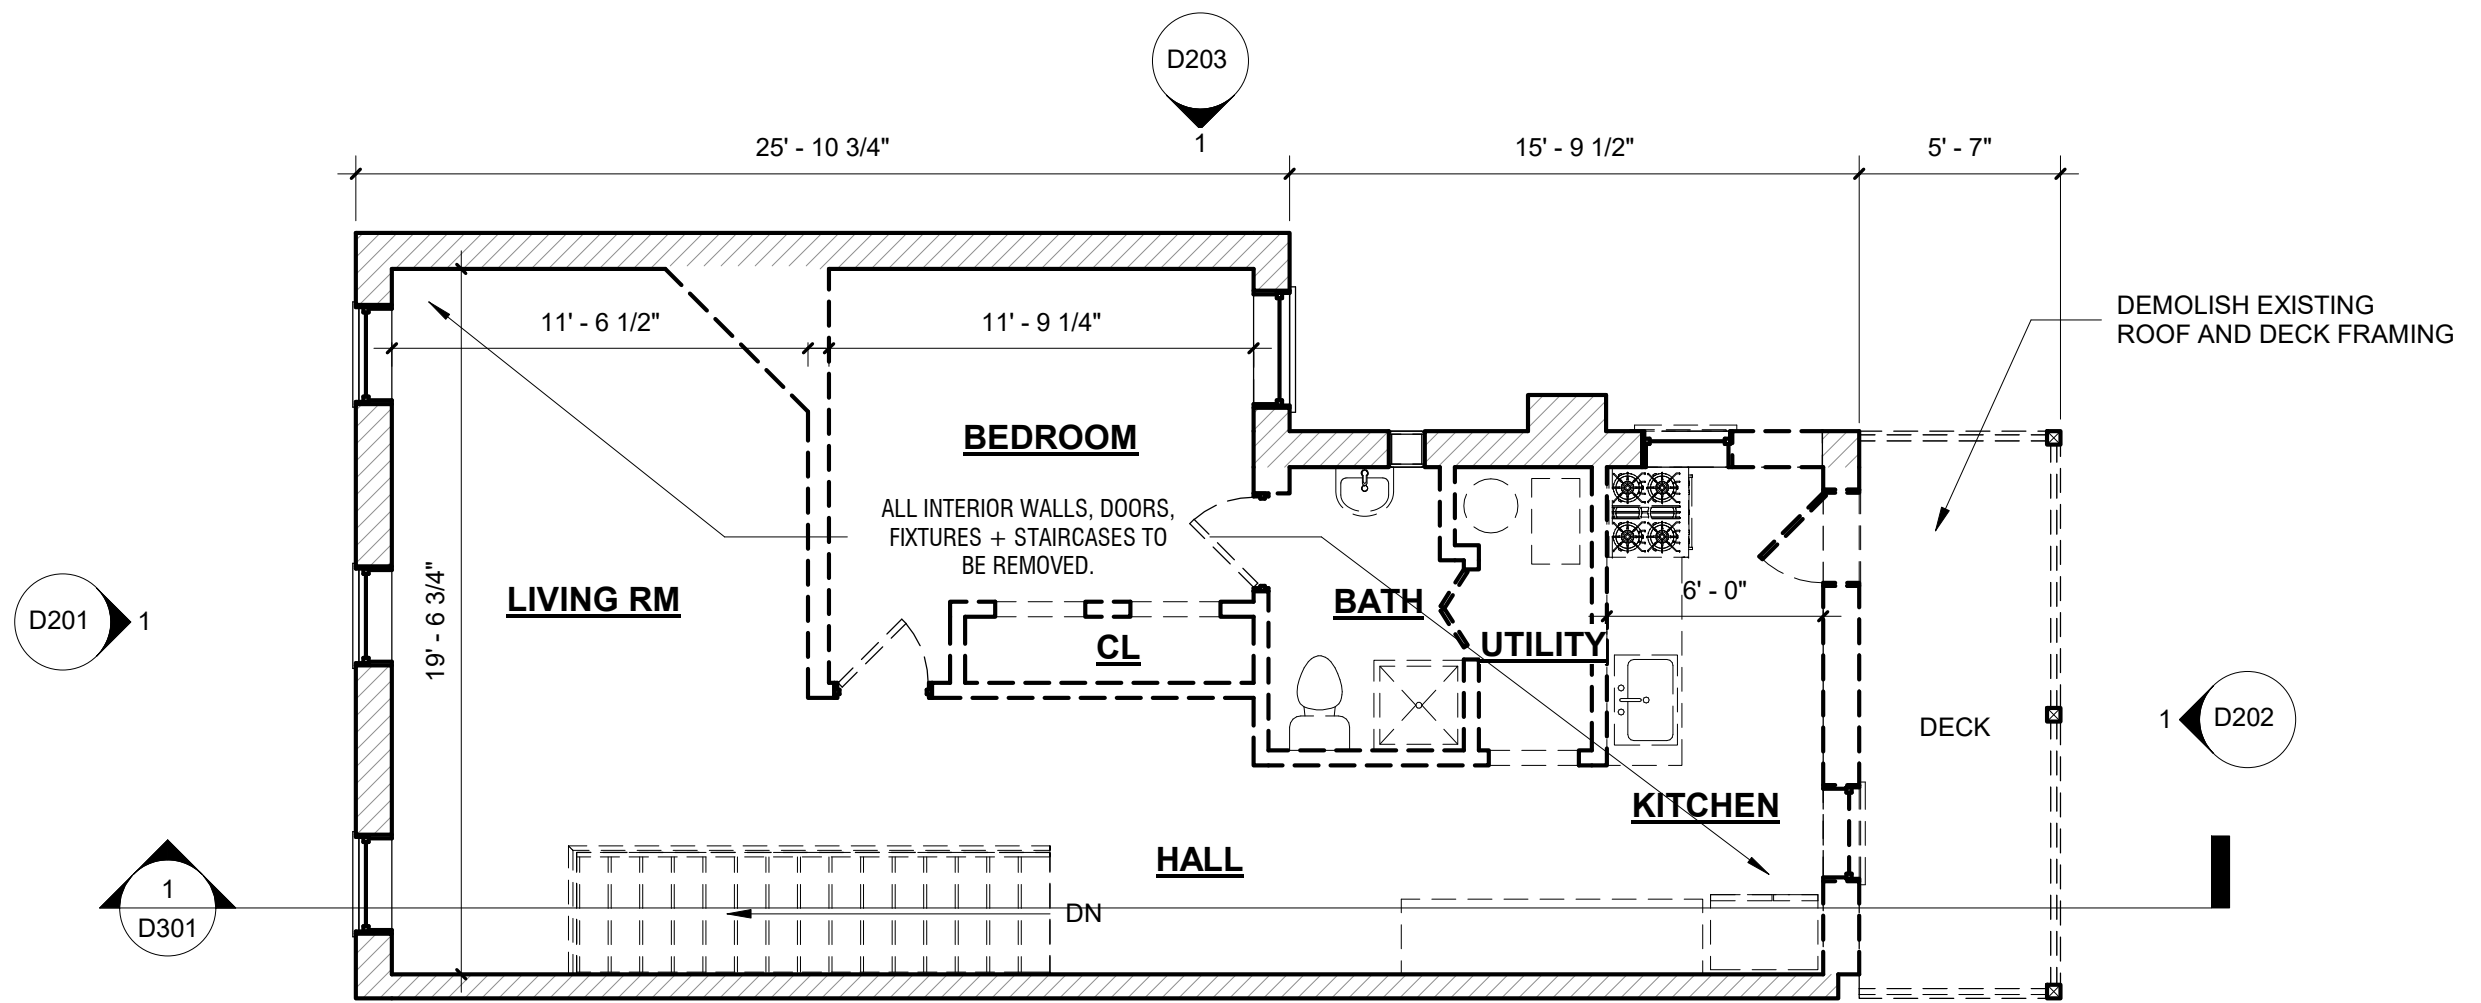 D203
1
25' - 10 3/4"
15' - 9 1/2"
5' - 7"
DEMOLISH EXISTING
ROOF AND DECK FRAMING
11' - 6 1/2"
11' - 9 1/4"
BEDROOM
ALL INTERIOR WALLS, DOORS,
FIXTURES + STAIRCASES TO
BE REMOVED.
19' - 6 3/4"
LIVING RM
BATH
6' - 0"
D201
1
CL
UTILITY
DECK
1
D202
KITCHEN
HALL
1
D301
DN